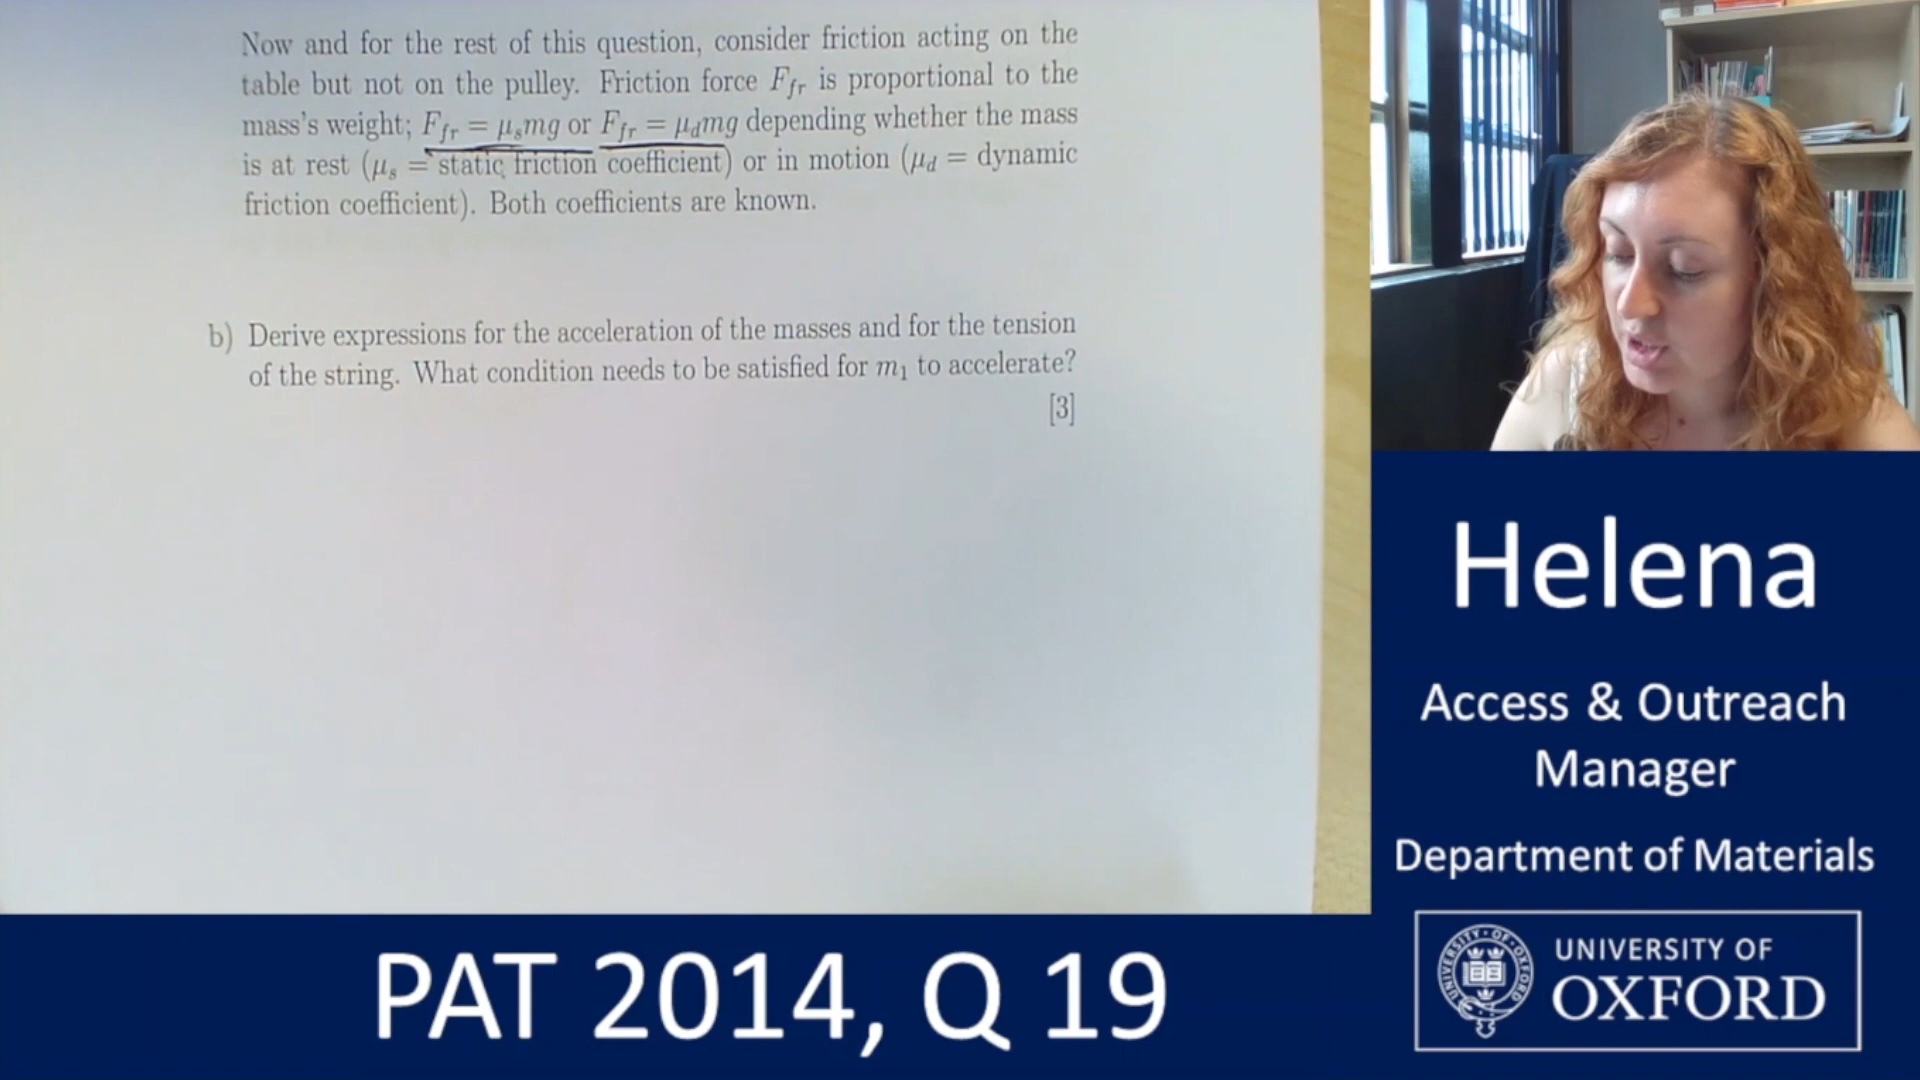 Now and for the rest of this question, consider friction acting on the
table but not on the pulley. Friction force F_fr is proportional to the
mass's weight; F_fr = μ_s mg or F_fr = μ_d mg depending whether the mass
is at rest (μ_s = static friction coefficient) or in motion (μ_d = dynamic
friction coefficient). Both coefficients are known.
b) Derive expressions for the acceleration of the masses and for the tension
of the string. What condition needs to be satisfied for m₁ to accelerate?
[3]
Helena
Access & Outreach
Manager
Department of Materials
UNIVERSITY OF
OXFORD
UNIVERSITY OF OXFORD
PAT 2014, Q 19